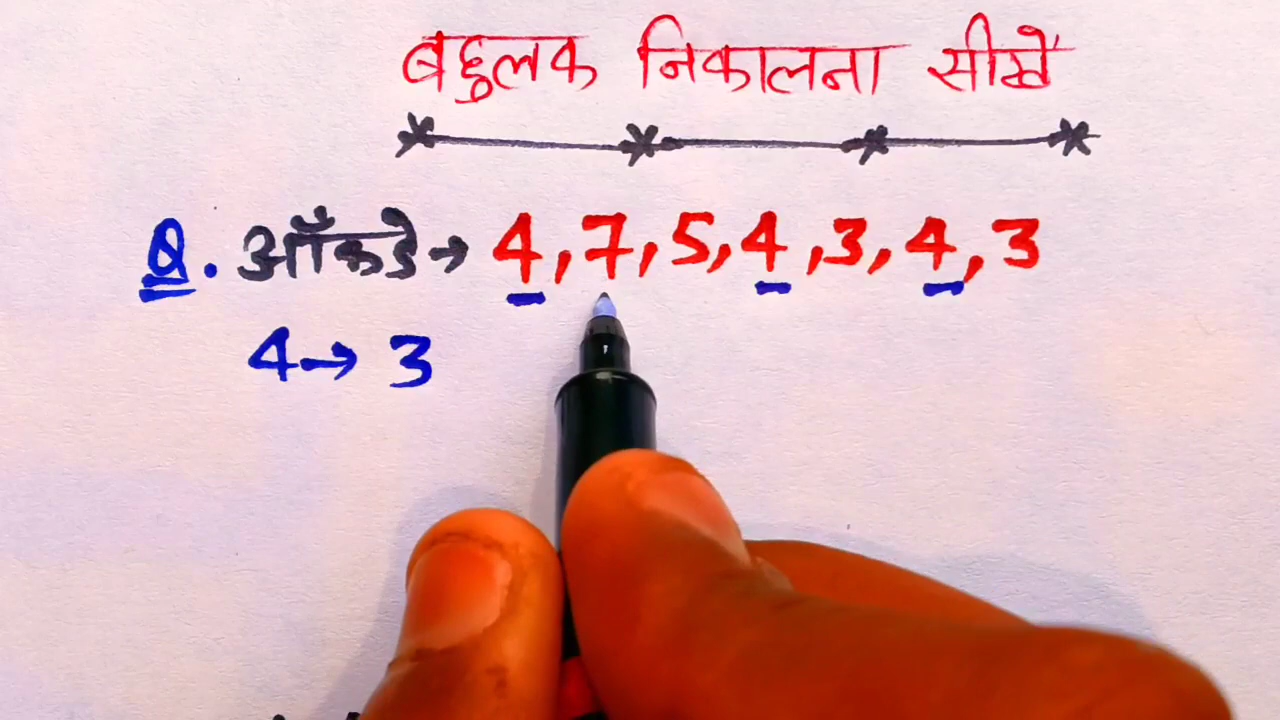 बहुलक निकालना सीखें
Q. आँकडे → 4, 7, 5, 4, 3, 4, 3
4 → 3